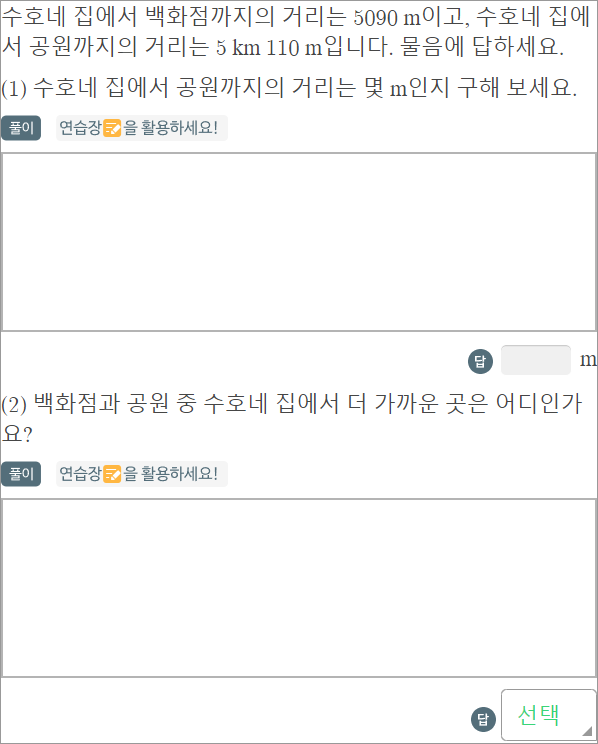 수호네 집에서 백화점까지의 거리는 5090 m이고, 수호네 집에
서 공원까지의 거리는 5 km 110 m입니다. 물음에 답하세요.
(1) 수호네 집에서 공원까지의 거리는 몇 m인지 구해 보세요.
풀이 연습장을 활용하세요!
답 m
(2) 백화점과 공원 중 수호네 집에서 더 가까운 곳은 어디인가
요?
풀이 연습장을 활용하세요!
답 선택